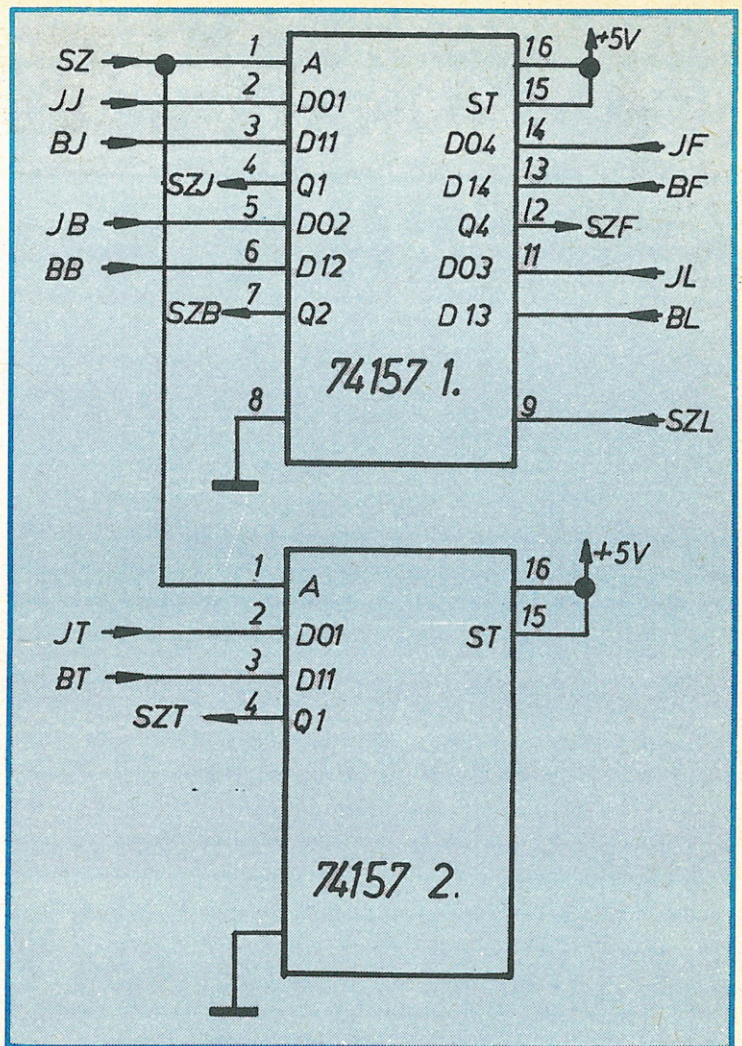 SZ 1 A 16 +5V
JJ 2 D01 ST 15
BJ 3 D11 D04 14 JF
SZJ 4 Q1 D14 13 BF
JB 5 D02 Q4 12 SZF
BB 6 D12 D03 11 JL
SZB 7 Q2 D13 BL
74157 1.
8 9 SZL
1 A 16 +5V
JT 2 D01 ST 15
BT 3 D11
SZT 4 Q1
74157 2.